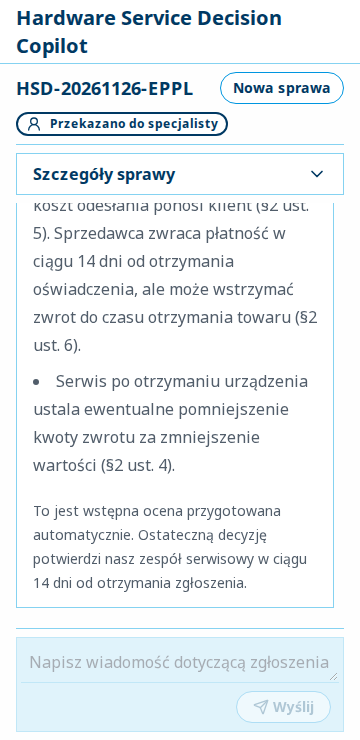 Hardware Service Decision
Copilot
HSD-20261126-EPPL
Nowa sprawa
Przekazano do specjalisty
Szczegóły sprawy
koszt odesłania ponosi klient (§2 ust.
5). Sprzedawca zwraca płatność w
ciągu 14 dni od otrzymania
oświadczenia, ale może wstrzymać
zwrot do czasu otrzymania towaru (§2
ust. 6).
• Serwis po otrzymaniu urządzenia
ustala ewentualne pomniejszenie
kwoty zwrotu za zmniejszenie
wartości (§2 ust. 4).
To jest wstępna ocena przygotowana
automatycznie. Ostateczną decyzję
potwierdzi nasz zespół serwisowy w ciągu
14 dni od otrzymania zgłoszenia.
Napisz wiadomość dotyczącą zgłoszenia
Wyślij